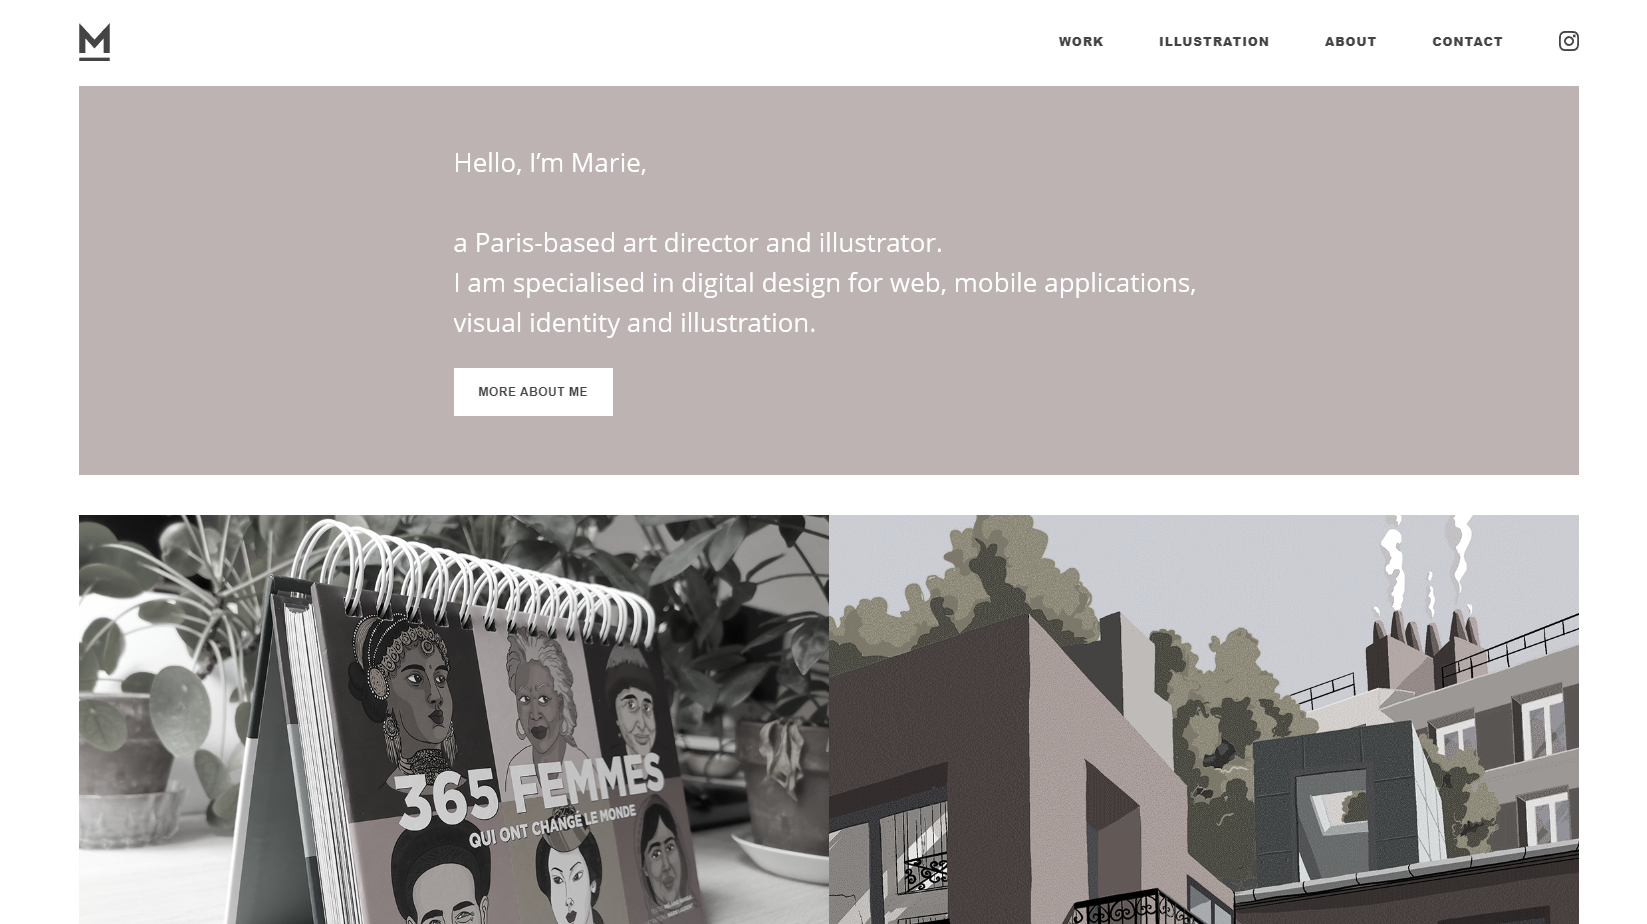 M
WORK
ILLUSTRATION
ABOUT
CONTACT
Hello, I’m Marie,
a Paris-based art director and illustrator.
I am specialised in digital design for web, mobile applications,
visual identity and illustration.
MORE ABOUT ME
365 FEMMES
QUI ONT CHANGÉ LE MONDE